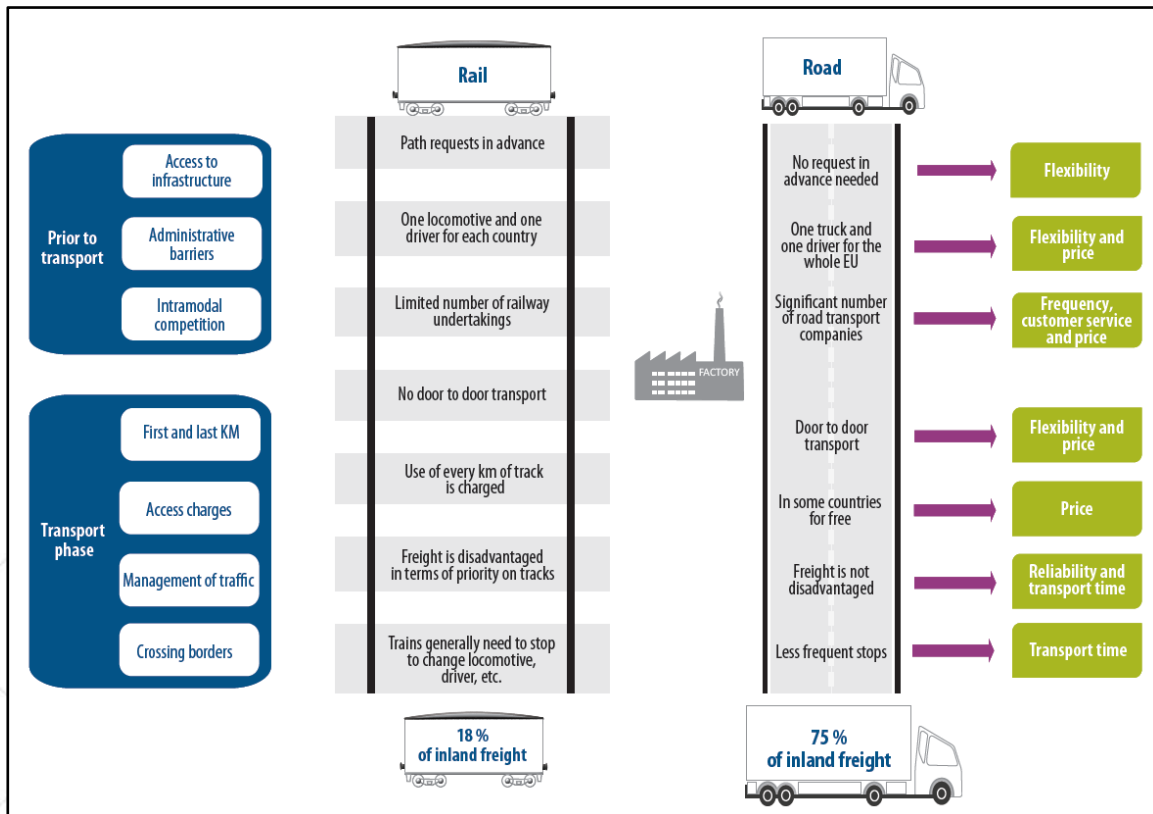 Rail
Road
Prior to
transport
Access to
infrastructure
Path requests in advance
No request in
advance needed
Flexibility
Administrative
barriers
One locomotive and one
driver for each country
One truck and
one driver for the
whole EU
Flexibility and
price
Intramodal
competition
Limited number of railway
undertakings
Significant number
of road transport
companies
Frequency,
customer service
and price
FACTORY
Transport
phase
First and last KM
No door to door transport
Door to door
transport
Flexibility and
price
Access charges
Use of every km of track
is charged
In some countries
for free
Price
Management of traffic
Freight is disadvantaged
in terms of priority on tracks
Freight is not
disadvantaged
Reliability and
transport time
Crossing borders
Trains generally need to stop
to change locomotive,
driver, etc.
Less frequent stops
Transport time
18 %
of inland freight
75 %
of inland freight